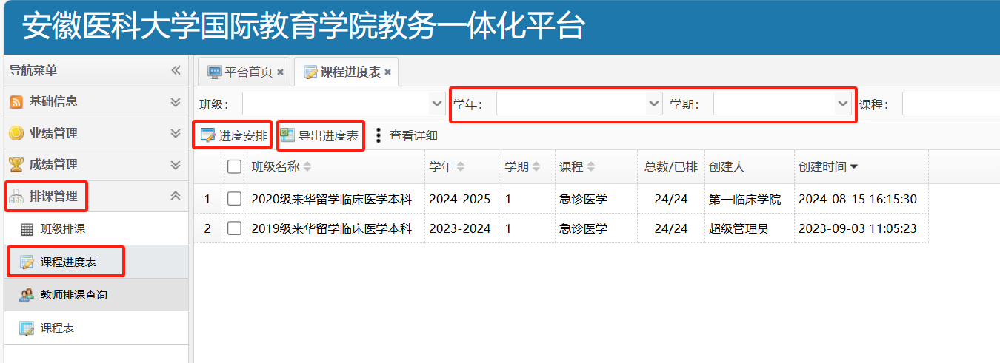 安徽医科大学国际教育学院教务一体化平台
导航菜单
基础信息
业绩管理
成绩管理
排课管理
班级排课
课程进度表
教师排课查询
课程表
平台首页 课程进度表
班级： 学年： 学期： 课程：
进度安排 导出进度表 查看详细
班级名称 学年 学期 课程 总数/已排 创建人 创建时间
1 2020级来华留学临床医学本科 2024-2025 1 急诊医学 24/24 第一临床学院 2024-08-15 16:15:30
2 2019级来华留学临床医学本科 2023-2024 1 急诊医学 24/24 超级管理员 2023-09-03 11:05:23